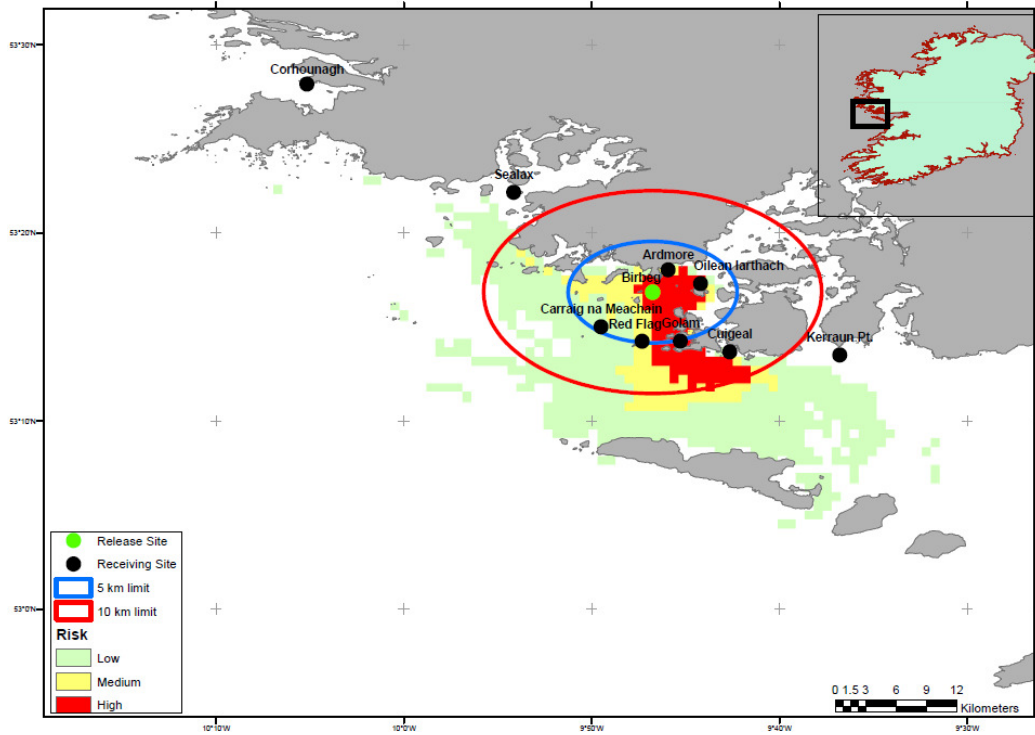 53°30'N
Corhounagh
Sealax
53°20'N
Ardmore
Oilean Iarthach
Birbeg
Carraig na Meachain
Red Flag
Golam
Cuigeal
Kerraun Pt.
53°10'N
53°0'N
Release Site
Receiving Site
5 km limit
10 km limit
Risk
Low
Medium
High
0 1.5 3 6 9 12
Kilometers
10°10'W 10°0'W 9°50'W 9°40'W 9°30'W